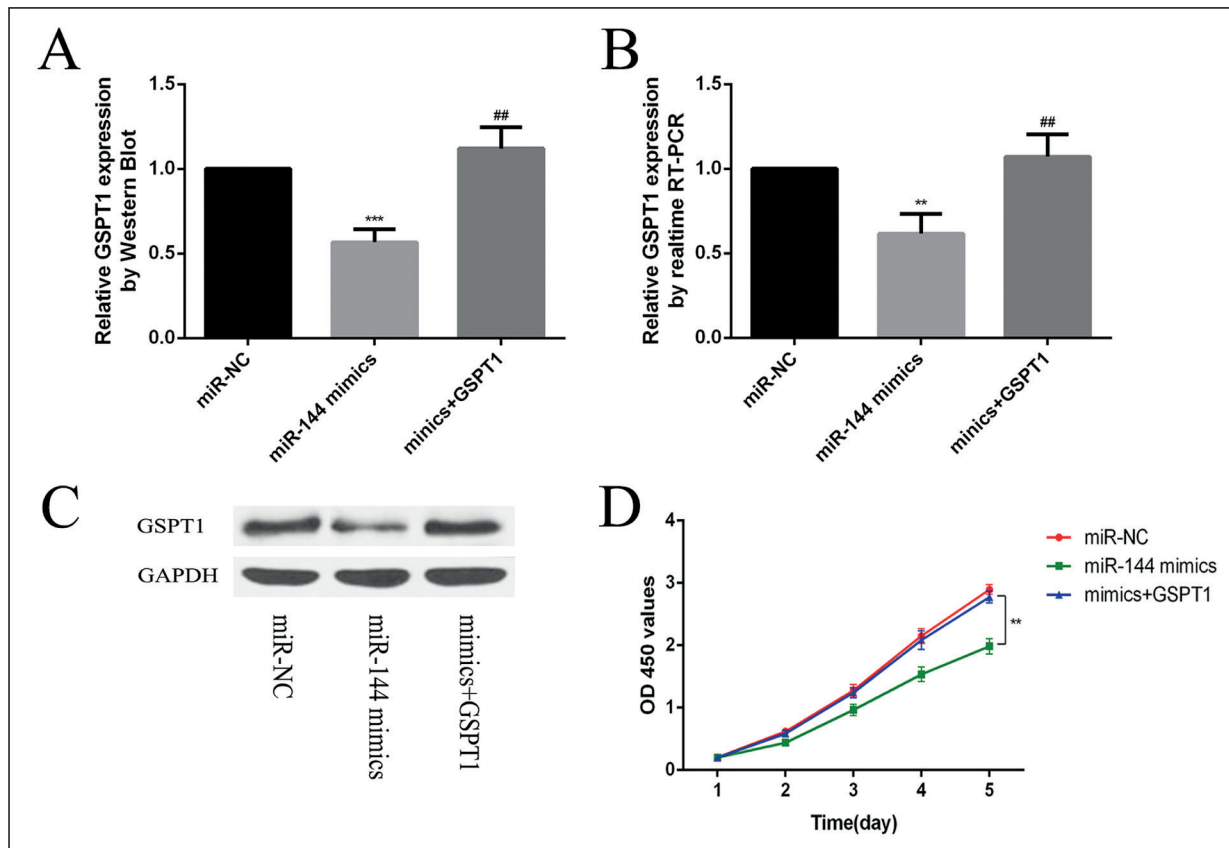 A
Relative GSPT1 expression
by Western Blot
1.5
1.0
0.5
0.0
***
##
miR-NC
miR-144 mimics
minics+GSPT1
B
Relative GSPT1 expression
by realtime RT-PCR
1.5
1.0
0.5
0.0
**
##
miR-NC
miR-144 mimics
minics+GSPT1
C
GSPT1
GAPDH
miR-NC
miR-144 mimics
mimics+GSPT1
D
OD 450 values
4
3
2
1
0
1 2 3 4 5
Time(day)
**
miR-NC
miR-144 mimics
mimics+GSPT1